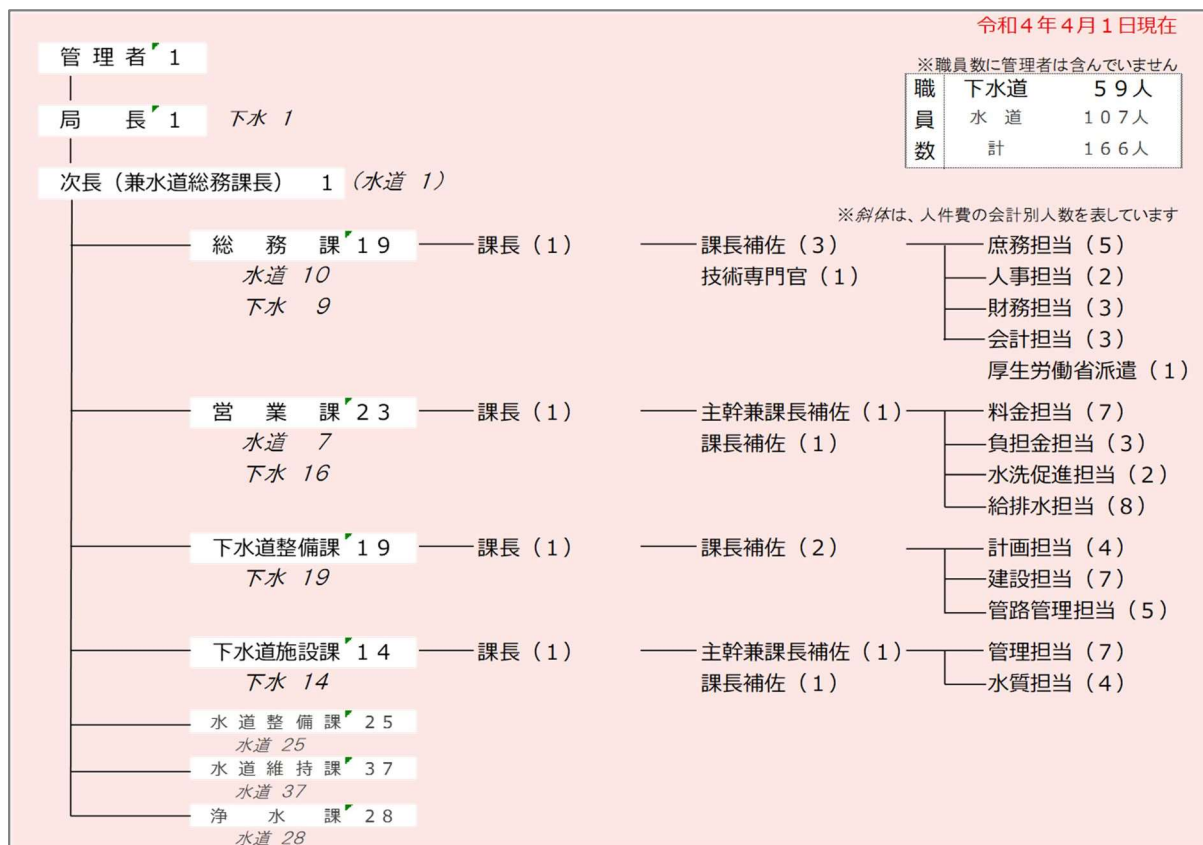 令和４年４月１日現在
管理者 1
※職員数に管理者は含んでいません
職員数
下水道 59人
水道 107人
計 166人
局長 1 下水 1
次長（兼水道総務課長） 1 (水道 1)
※斜体は、人件費の会計別人数を表しています
総務課 19 課長（1） 課長補佐（3） 庶務担当（5）
水道 10 技術専門官（1） 人事担当（2）
下水 9 財務担当（3）
会計担当（3）
厚生労働省派遣（1）
営業課 23 課長（1） 主幹兼課長補佐（1） 料金担当（7）
水道 7 課長補佐（1） 負担金担当（3）
下水 16 水洗促進担当（2）
給排水担当（8）
下水道整備課 19 課長（1） 課長補佐（2） 計画担当（4）
下水 19 建設担当（7）
管路管理担当（5）
下水道施設課 14 課長（1） 主幹兼課長補佐（1） 管理担当（7）
下水 14 課長補佐（1） 水質担当（4）
水道整備課 25
水道 25
水道維持課 37
水道 37
浄水課 28
水道 28